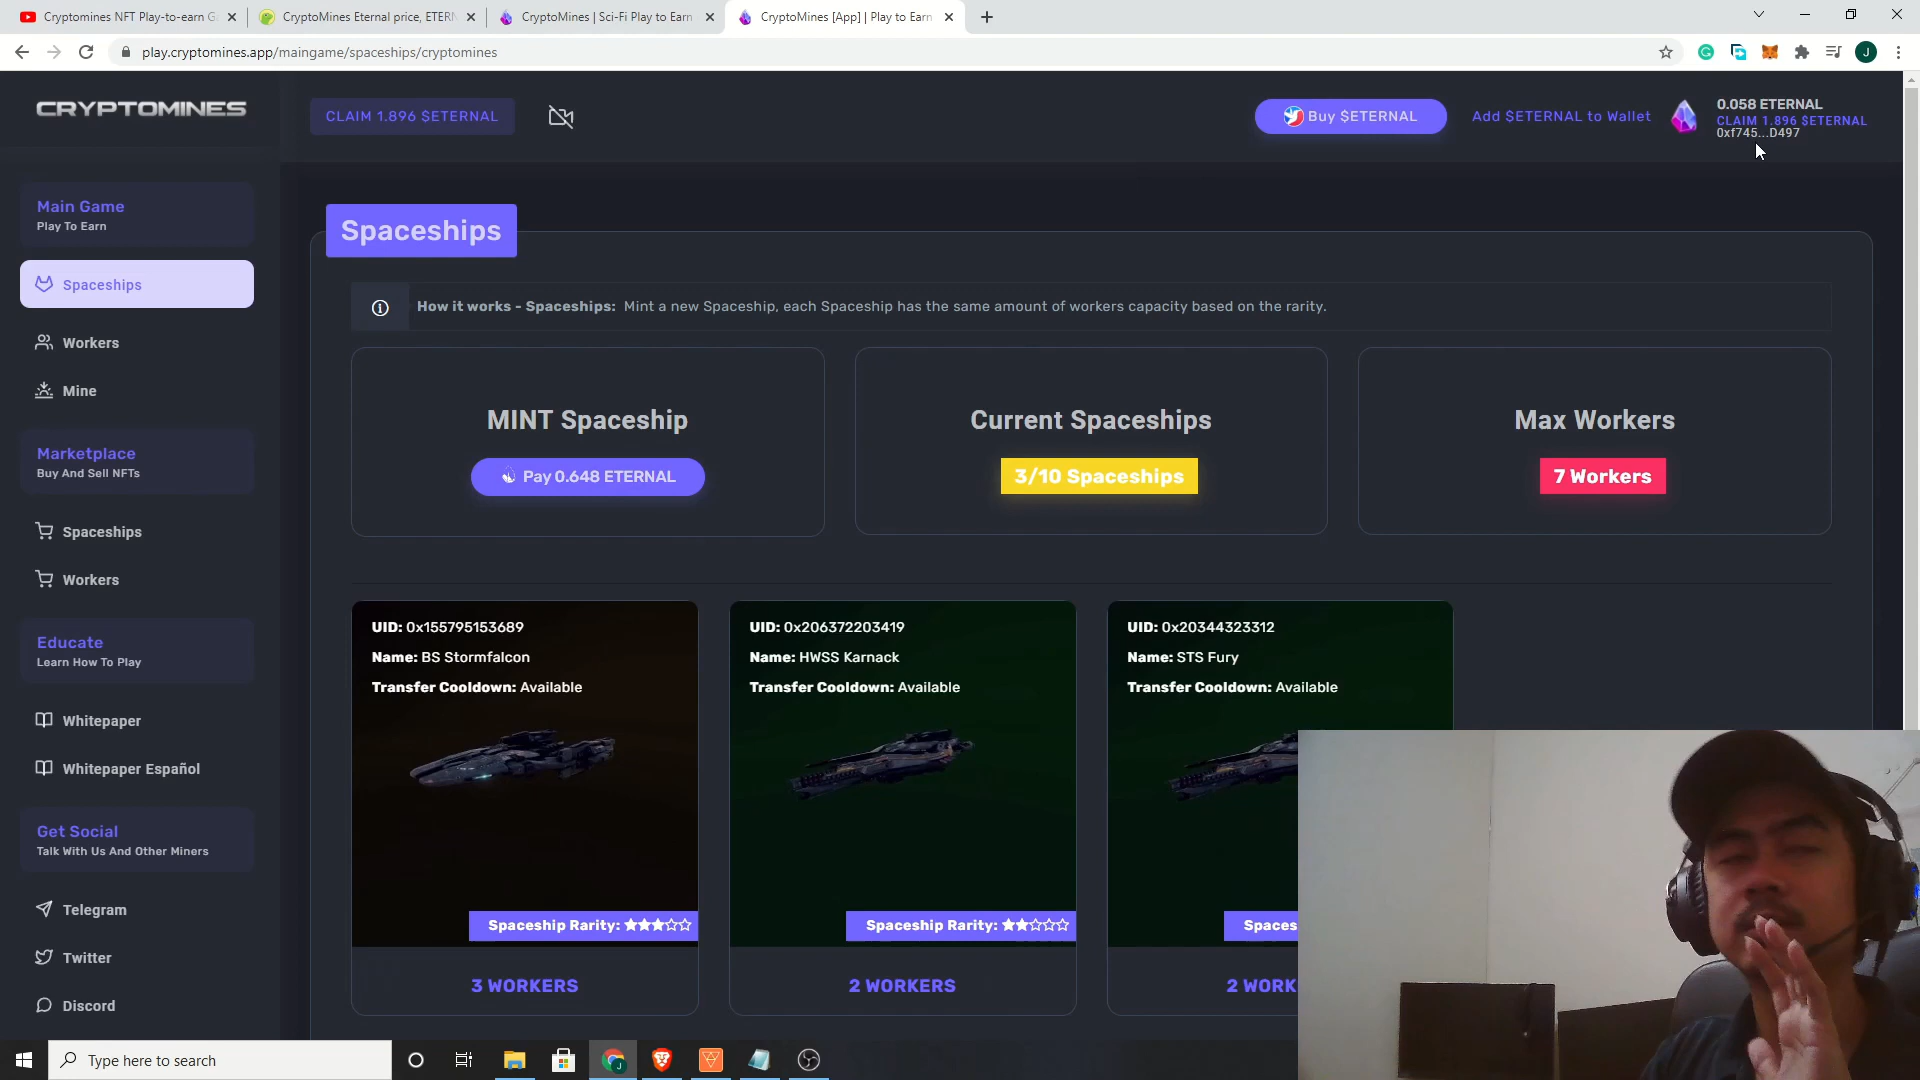 Cryptomines NFT Play-to-earn G
CryptoMines Eternal price, ETERN
CryptoMines | Sci-Fi Play to Earn
CryptoMines [App] | Play to Earn
play.cryptomines.app/maingame/spaceships/cryptomines
J
CRYPTOMINES
CLAIM 1.896 $ETERNAL
Buy $ETERNAL
Add $ETERNAL to Wallet
0.058 ETERNAL
CLAIM 1.896 $ETERNAL
0xf745...D497
Main Game
Play To Earn
Spaceships
Workers
Mine
Marketplace
Buy And Sell NFTs
Spaceships
Workers
Educate
Learn How To Play
Whitepaper
Whitepaper Español
Get Social
Talk With Us And Other Miners
Telegram
Twitter
Discord
Spaceships
How it works - Spaceships: Mint a new Spaceship, each Spaceship has the same amount of workers capacity based on the rarity.
MINT Spaceship
Pay 0.648 ETERNAL
Current Spaceships
3/10 Spaceships
Max Workers
7 Workers
UID: 0x155795153689
Name: BS Stormfalcon
Transfer Cooldown: Available
Spaceship Rarity: ★★★☆☆
3 WORKERS
UID: 0x206372203419
Name: HWSS Karnack
Transfer Cooldown: Available
Spaceship Rarity: ★★☆☆☆
2 WORKERS
UID: 0x20344323312
Name: STS Fury
Transfer Cooldown: Available
Spaces
2 WORK
Type here to search